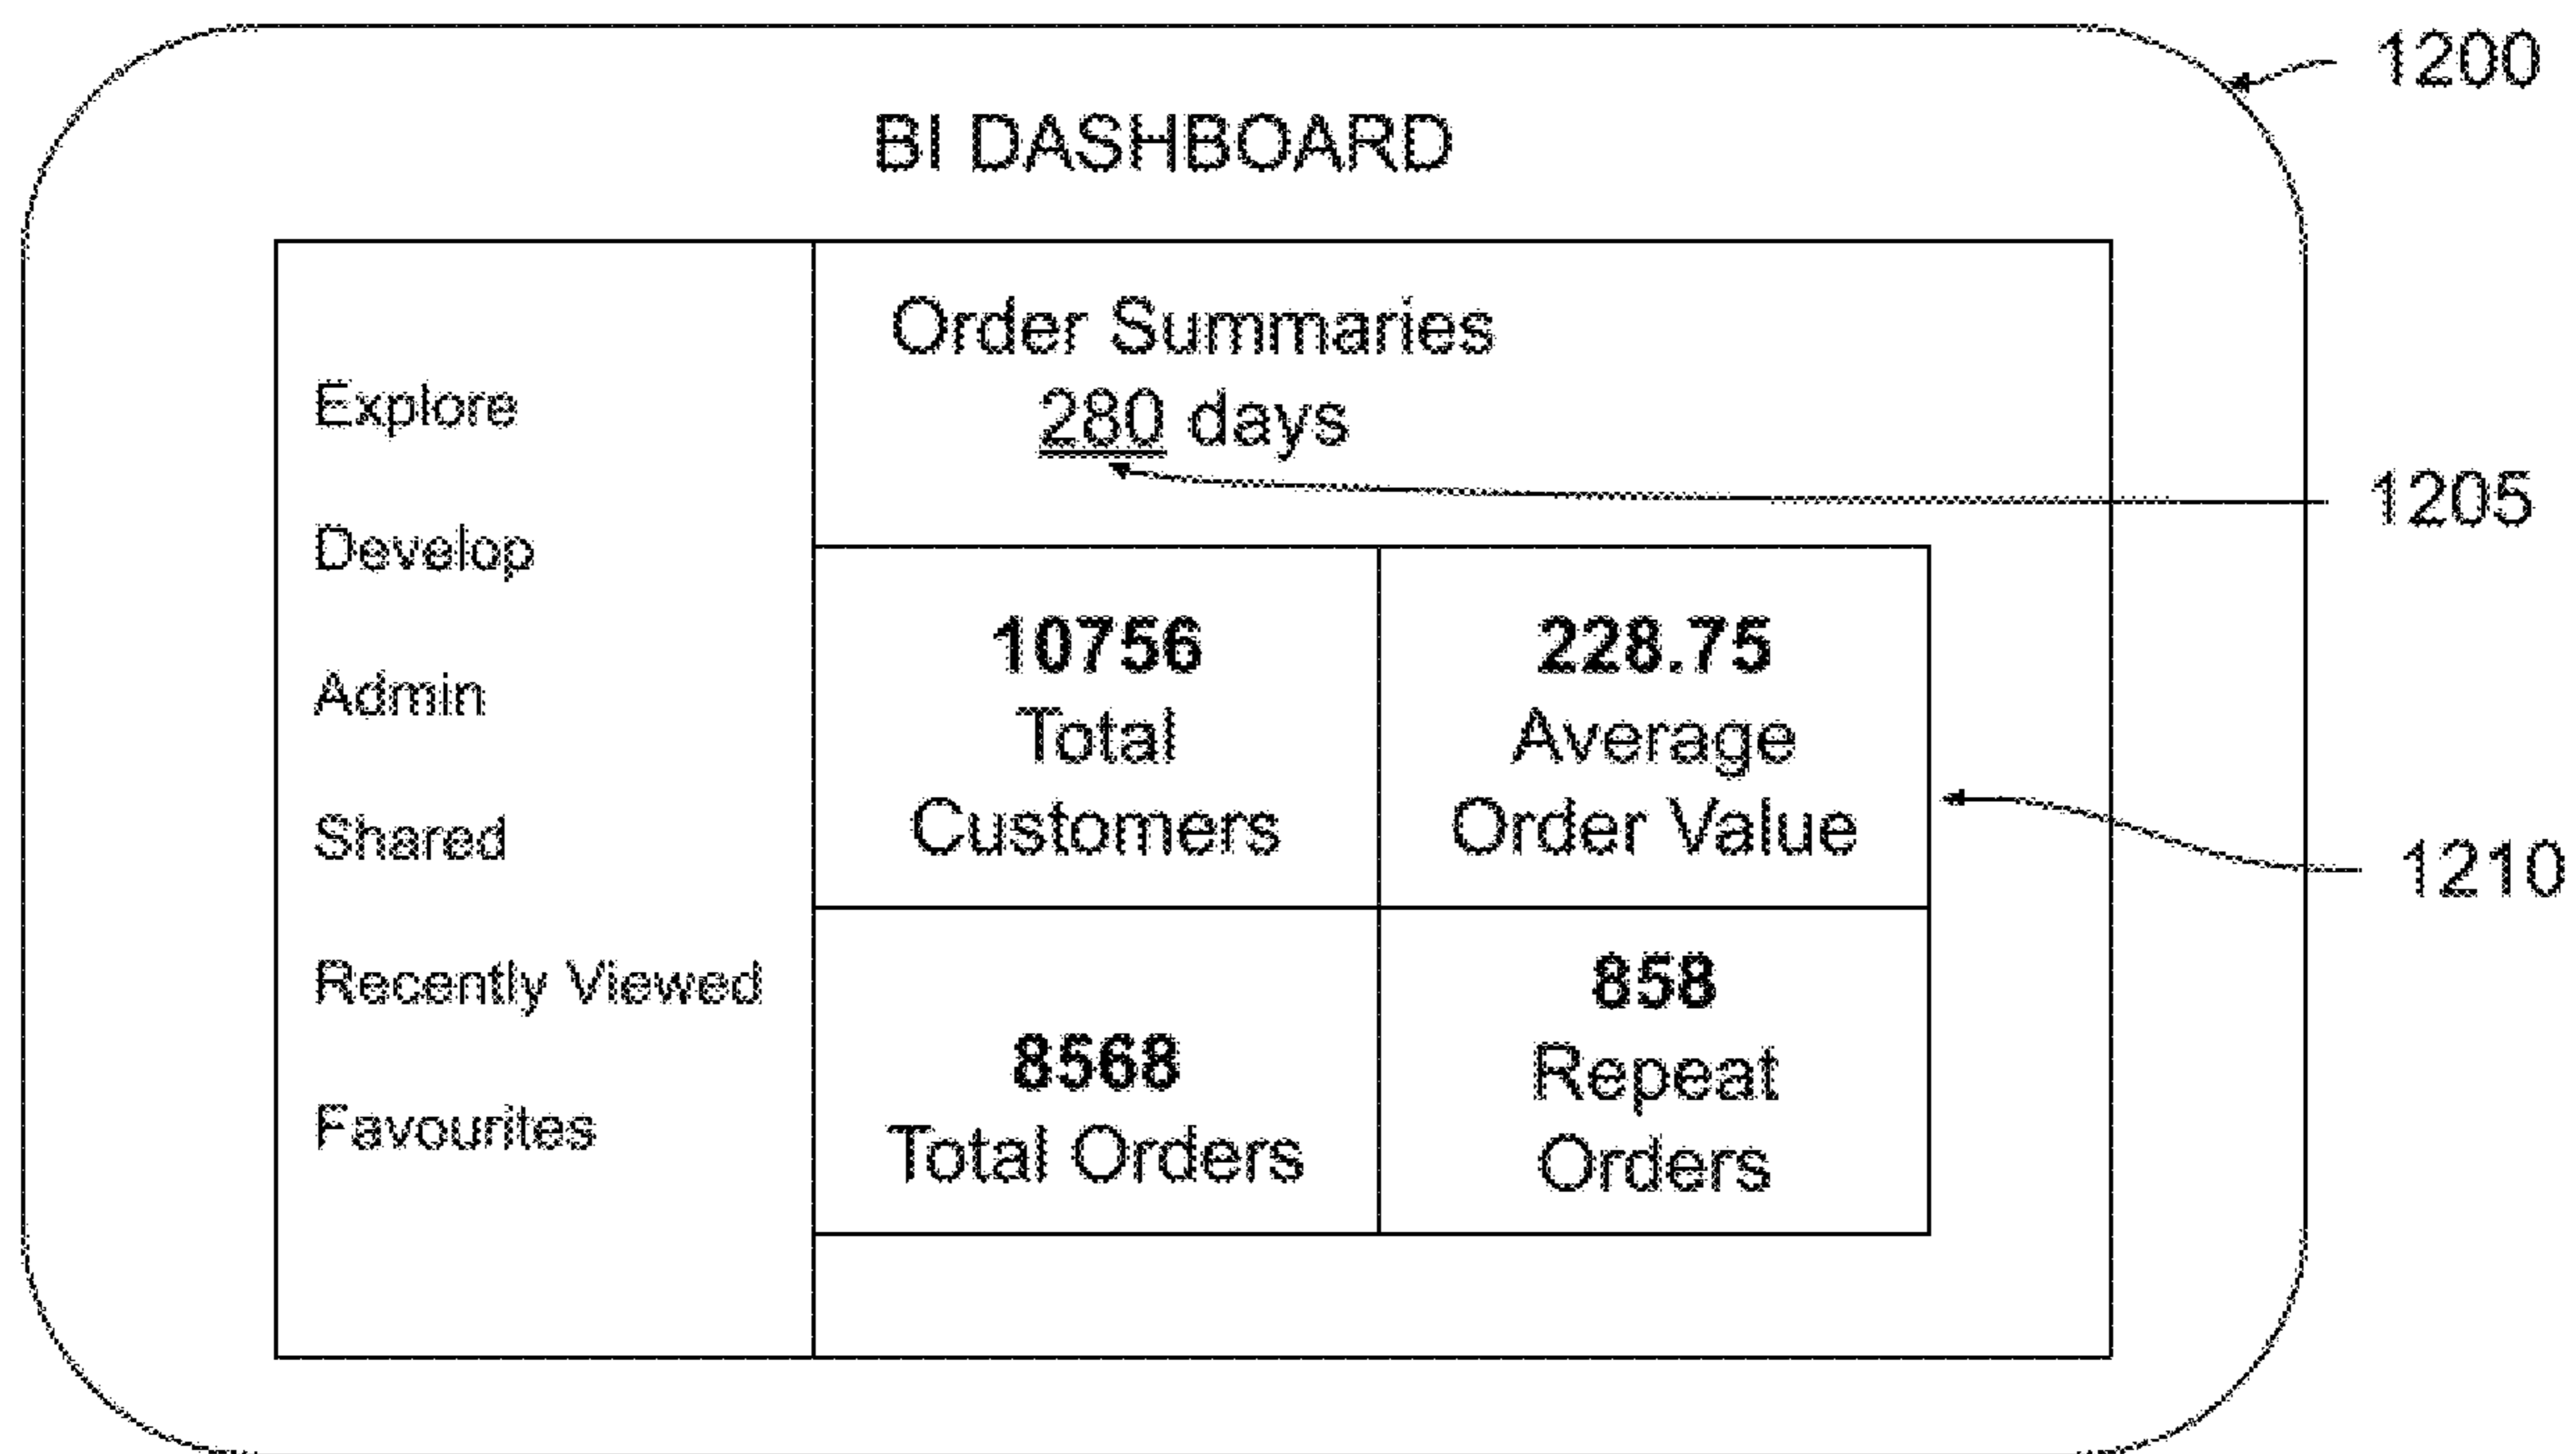 1200
BI DASHBOARD
Order Summaries
280 days
1205
Explore
Develop
Admin
Shared
Recently Viewed
Favourites
10756
Total
Customers
228.75
Average
Order Value
1210
8568
Total Orders
858
Repeat
Orders